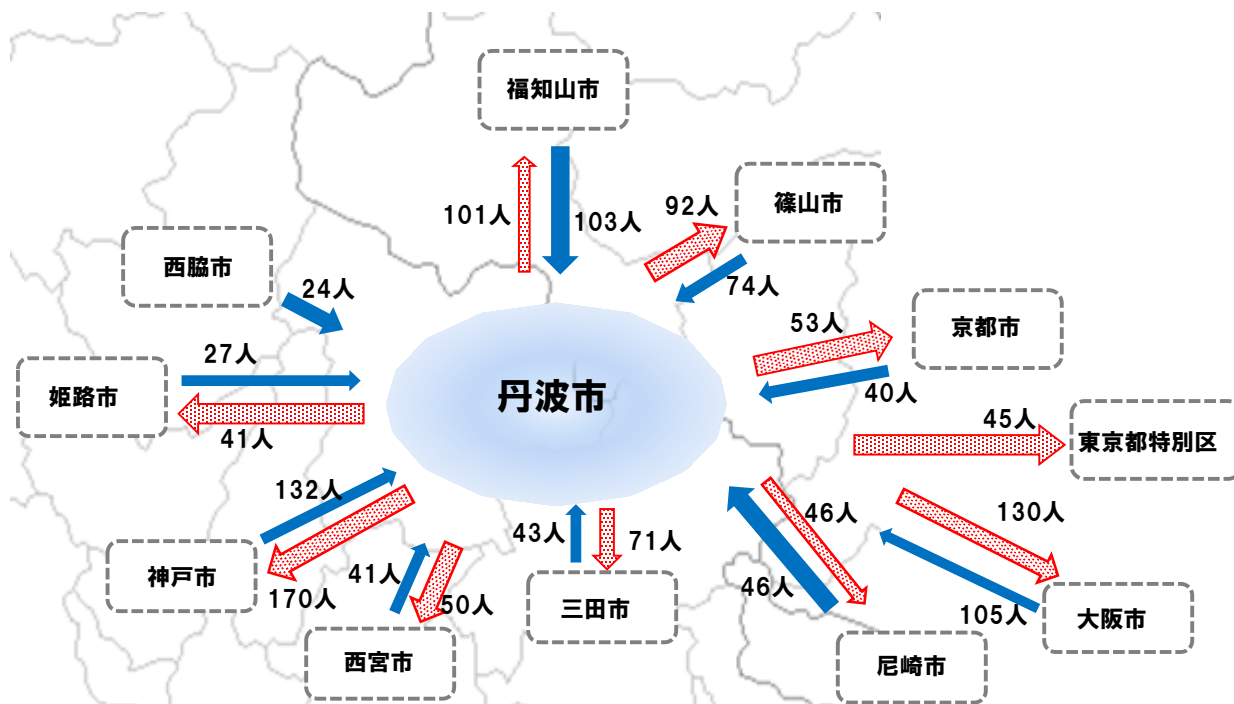 福知山市
101人
103人
92人
篠山市
74人
西脇市
24人
53人
京都市
40人
27人
姫路市
41人
丹波市
45人
東京都特別区
132人
神戸市
170人
41人
50人
西宮市
43人
71人
三田市
46人
46人
尼崎市
130人
105人
大阪市